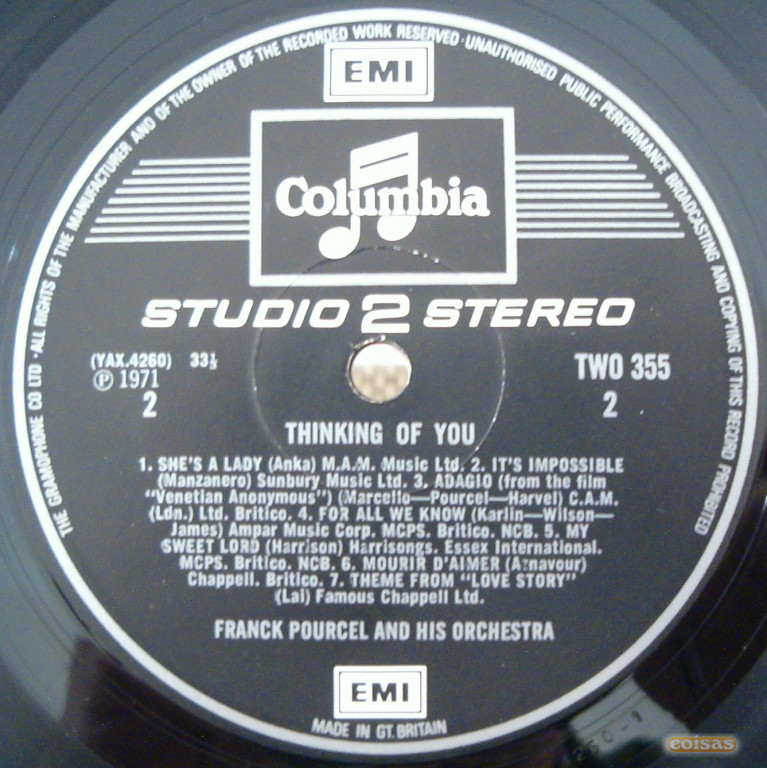 THE GRAMOPHONE CO LTD · ALL RIGHTS OF THE MANUFACTURER AND OF THE OWNER OF THE RECORDED WORK RESERVED · UNAUTHORISED PUBLIC PERFORMANCE BROADCASTING AND COPYING OF THIS RECORD PROHIBITED
EMI
Columbia
STUDIO 2 STEREO
(YAX.4260) 33⅓
TWO 355
℗ 1971
2
2
THINKING OF YOU
1. SHE'S A LADY (Anka) M.A.M. Music Ltd. 2. IT'S IMPOSSIBLE
(Manzanero) Sunbury Music Ltd. 3. ADAGIO (from the film
"Venetian Anonymous") (Marcello—Pourcel—Harvel) C.A.M.
(Ldn.) Ltd. Britico. 4. FOR ALL WE KNOW (Karlin—Wilson—
James) Ampar Music Corp. MCPS. Britico. NCB. 5. MY
SWEET LORD (Harrison) Harrisongs. Essex International.
MCPS. Britico. NCB. 6. MOURIR D'AIMER (Aznavour)
Chappell. Britico. 7. THEME FROM "LOVE STORY"
(Lai) Famous Chappell Ltd.
FRANCK POURCEL AND HIS ORCHESTRA
EMI
MADE IN GT. BRITAIN
coisas